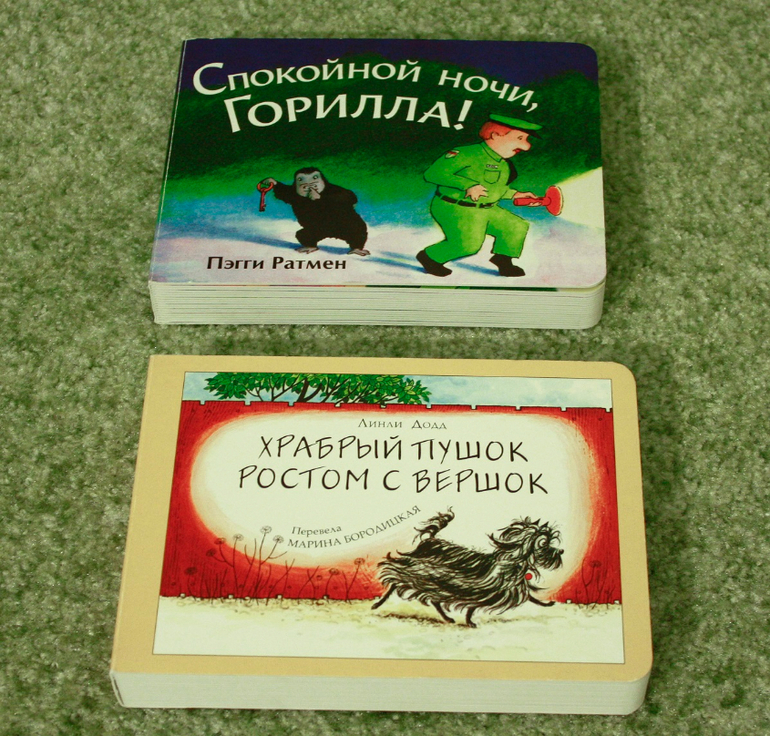 Спокойной ночи,
Горилла!
Пэгги Ратмен
Линли Додд
ХРАБРЫЙ ПУШОК
РОСТОМ С ВЕРШОК
Перевела
МАРИНА БОРОДИЦКАЯ